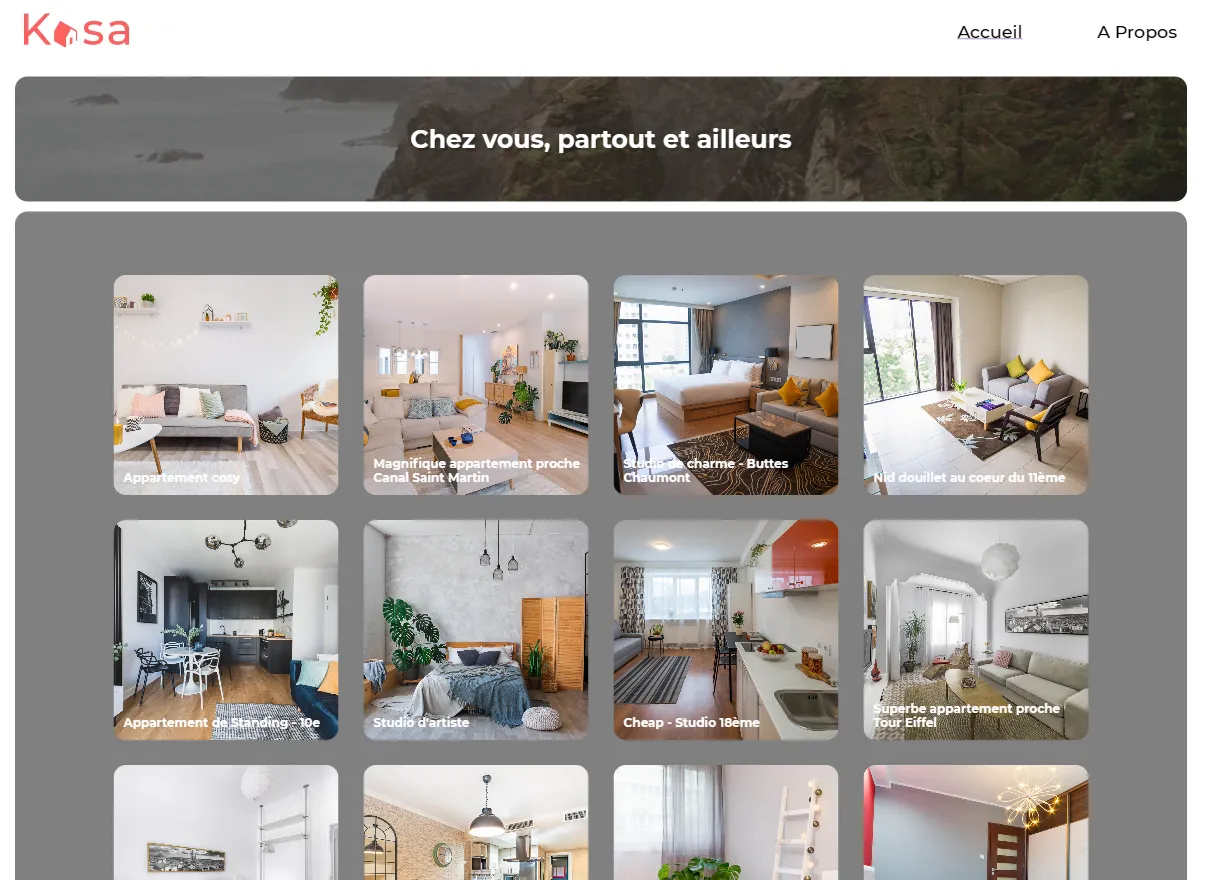 Kasa
Accueil
A Propos
Chez vous, partout et ailleurs
Appartement cosy
Magnifique appartement proche
Canal Saint Martin
Studio de charme - Buttes
Chaumont
Nid douillet au coeur du 11ème
Appartement de Standing - 10e
Studio d'artiste
Cheap - Studio 18ème
Superbe appartement proche
Tour Eiffel